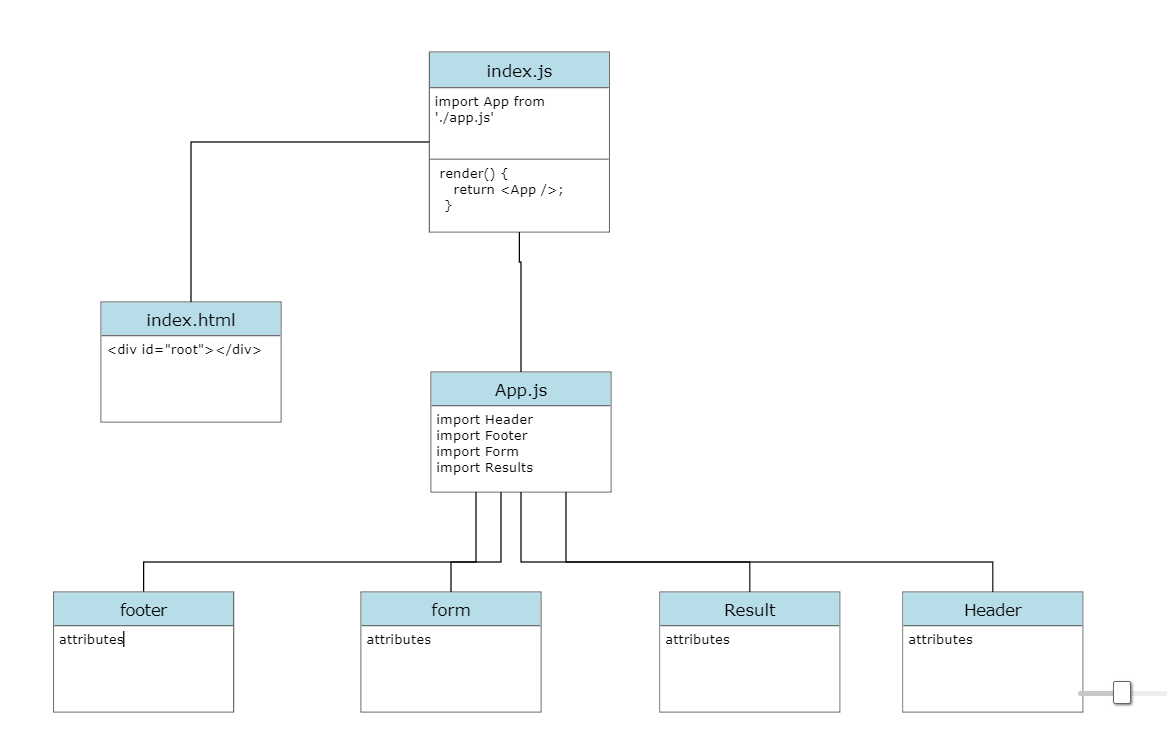 index.js
import App from
'./app.js'
render() {
return <App />;
}
index.html
<div id="root"></div>
App.js
import Header
import Footer
import Form
import Results
footer
attributes
form
attributes
Result
attributes
Header
attributes